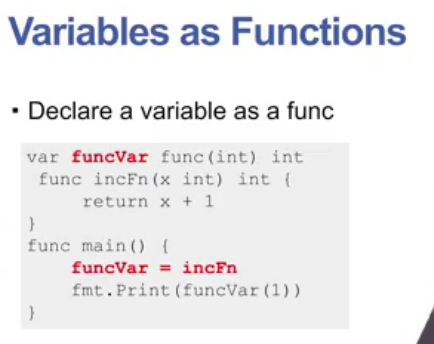 Variables as Functions
▪ Declare a variable as a func
var funcVar func(int) int
 func incFn(x int) int {
     return x + 1
}
func main() {
    funcVar = incFn
    fmt.Print(funcVar(1))
}